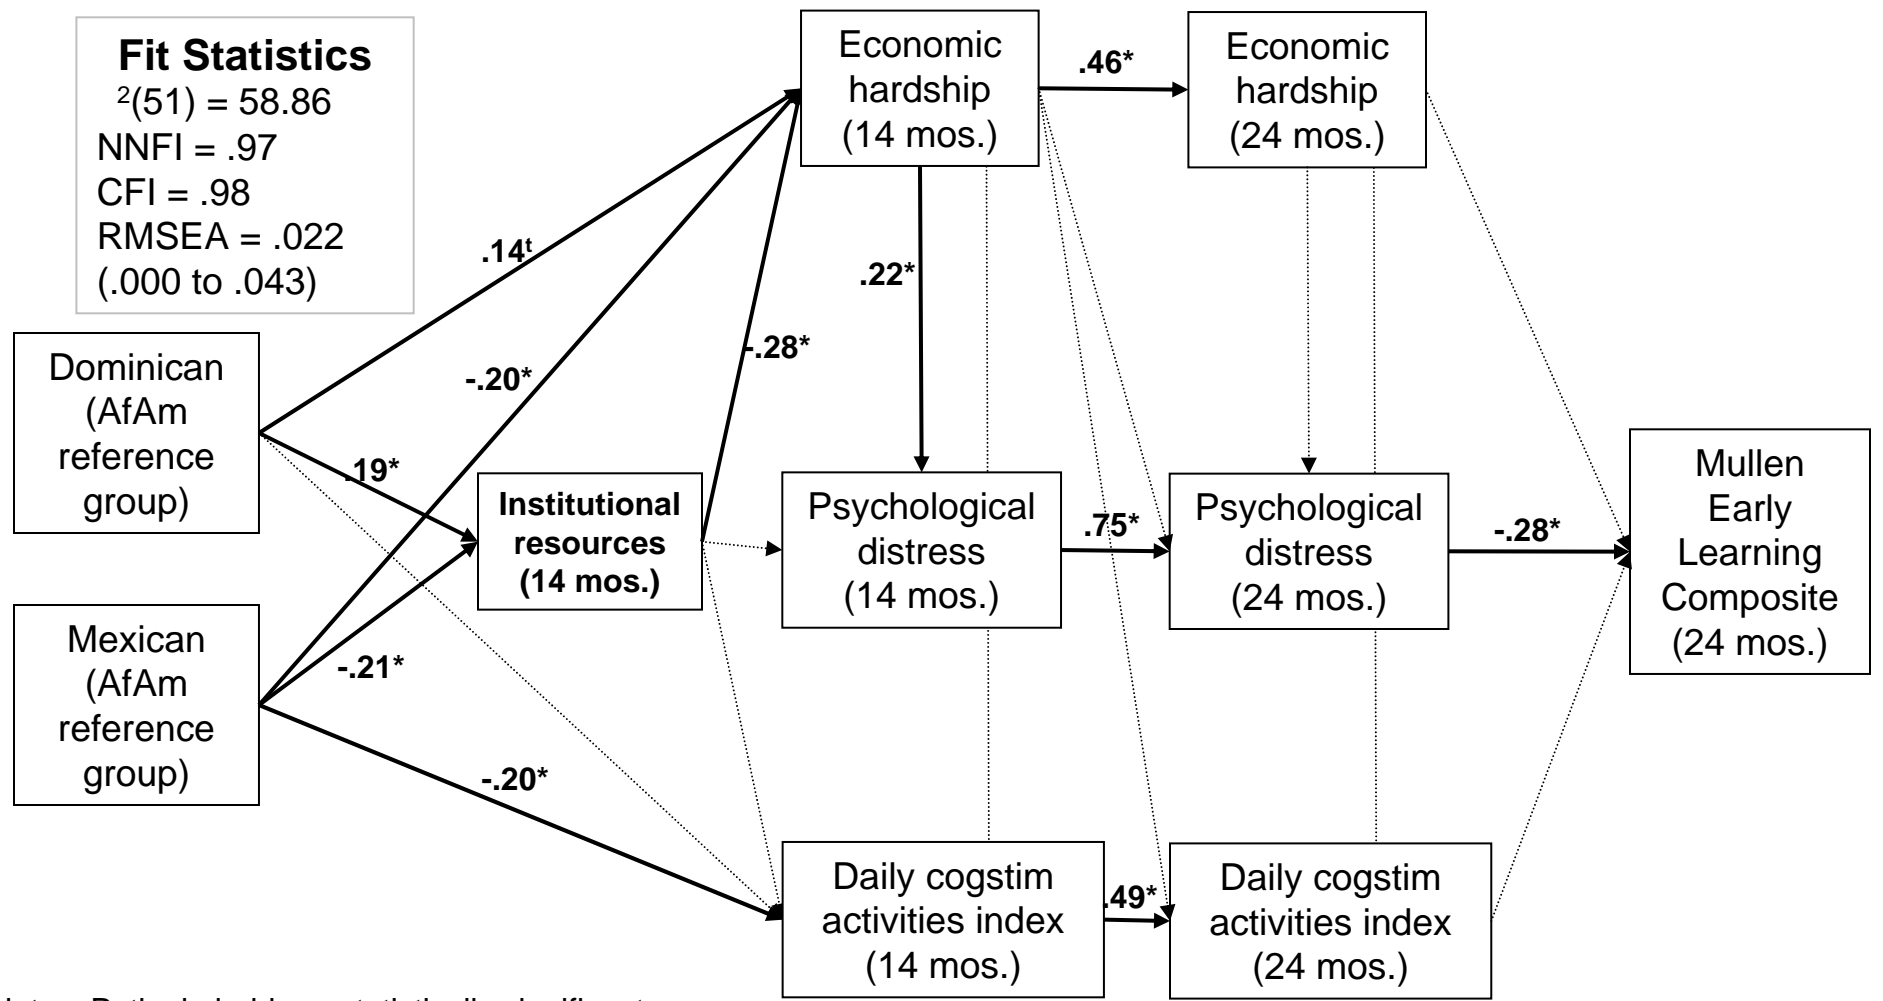 Fit Statistics
²(51) = 58.86
NNFI = .97
CFI = .98
RMSEA = .022
(.000 to .043)
Economic
hardship
(14 mos.)
.46*
Economic
hardship
(24 mos.)
.14ᵗ
.22*
-.28*
-.20*
Dominican
(AfAm
reference
group)
.19*
Institutional
resources
(14 mos.)
Psychological
distress
(14 mos.)
.75*
Psychological
distress
(24 mos.)
-.28*
Mullen
Early
Learning
Composite
(24 mos.)
Mexican
(AfAm
reference
group)
-.21*
-.20*
Daily cogstim
activities index
(14 mos.)
.49*
Daily cogstim
activities index
(24 mos.)